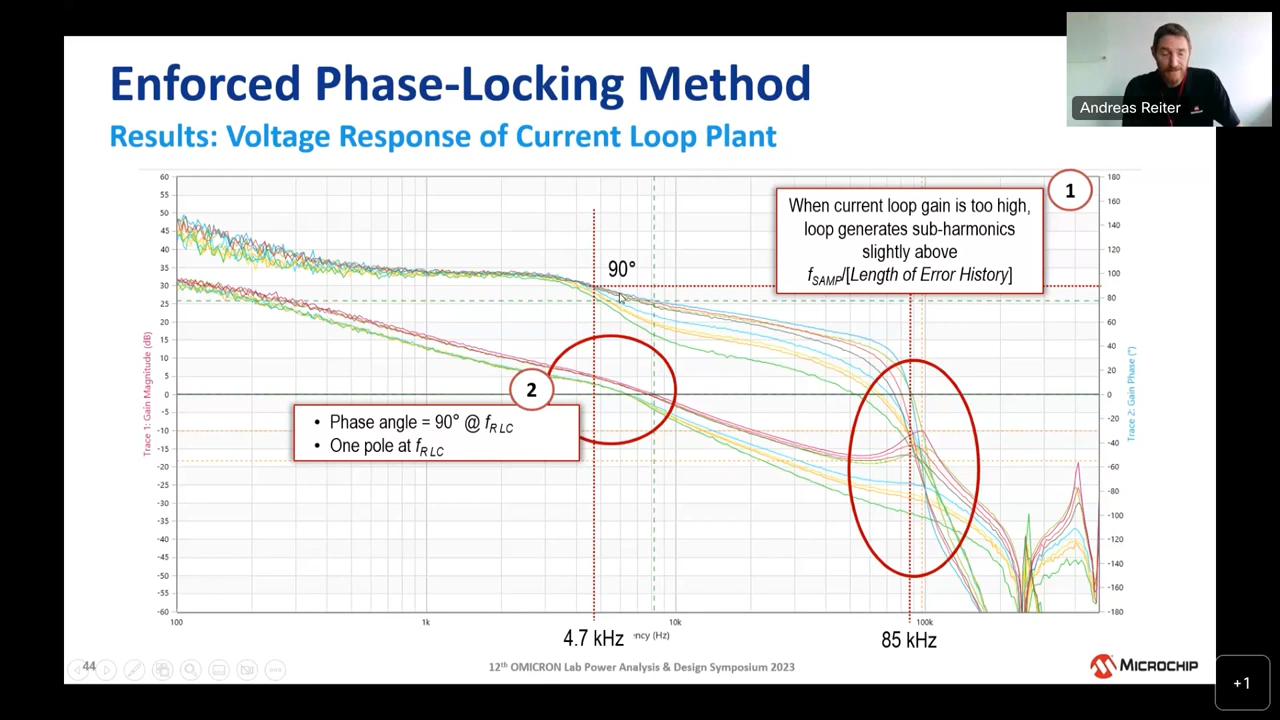 Enforced Phase-Locking Method
Results: Voltage Response of Current Loop Plant
Andreas Reiter
1
When current loop gain is too high,
loop generates sub-harmonics
slightly above
fSAMP/[Length of Error History]
90°
2
• Phase angle = 90° @ fR LC
• One pole at fR LC
Trace 1: Gain Magnitude (dB)
60
55
50
45
40
35
30
25
20
15
10
5
0
-5
-10
-15
-20
-25
-30
-35
-40
-45
-50
-55
-60
Trace 2: Gain Phase (°)
180
160
140
120
100
80
60
40
20
0
-20
-40
-60
-80
-100
-120
-140
-160
-180
100
1k
10k
100k
4.7 kHz
ncy (Hz)
85 kHz
44
12th OMICRON Lab Power Analysis & Design Symposium 2023
MICROCHIP
+1